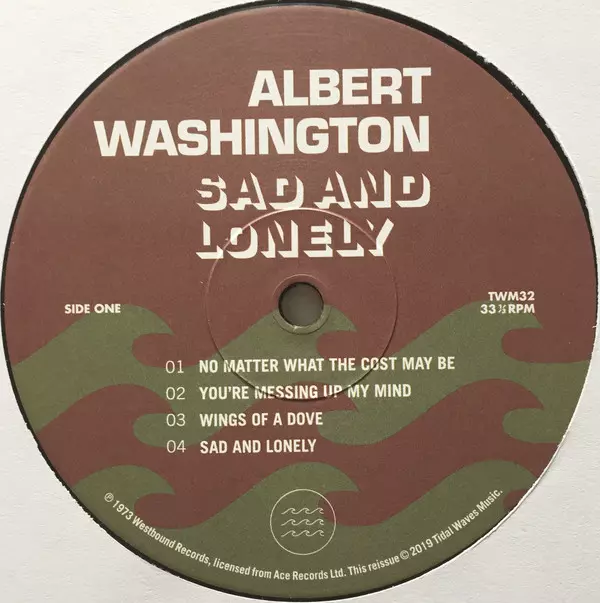 ALBERT
WASHINGTON
SAD AND
LONELY
SIDE ONE
TWM32
33 ⅓ RPM
01 NO MATTER WHAT THE COST MAY BE
02 YOU'RE MESSING UP MY MIND
03 WINGS OF A DOVE
04 SAD AND LONELY
℗ 1973 Westbound Records, licensed from Ace Records Ltd. This reissue © 2019 Tidal Waves Music.